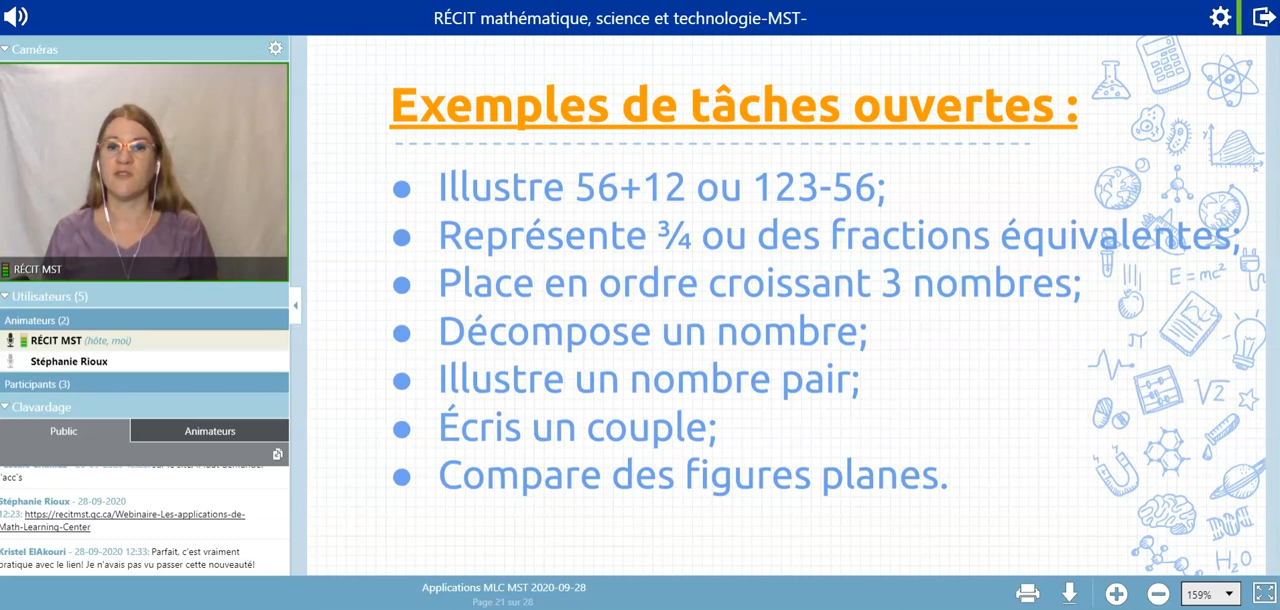 RÉCIT mathématique, science et technologie-MST-
Caméras
RÉCIT MST
Utilisateurs (5)
Animateurs (2)
RÉCIT MST (hôte, moi)
Stéphanie Rioux
Participants (3)
Clavardage
Public
Animateurs
'acc's
Stéphanie Rioux - 28-09-2020
12:23: https://recitmst.qc.ca/Webinaire-Les-applications-de-
Math-Learning-Center
Kristel ElAkouri - 28-09-2020 12:33: Parfait, c'est vraiment
pratique avec le lien! Je n'avais pas vu passer cette nouveauté!
Exemples de tâches ouvertes :
● Illustre 56+12 ou 123-56;
● Représente ¾ ou des fractions équivalentes;
● Place en ordre croissant 3 nombres;
● Décompose un nombre;
● Illustre un nombre pair;
● Écris un couple;
● Compare des figures planes.
E=mc²
π
√2
H₂O
Applications MLC MST 2020-09-28
Page 21 sur 28
159%